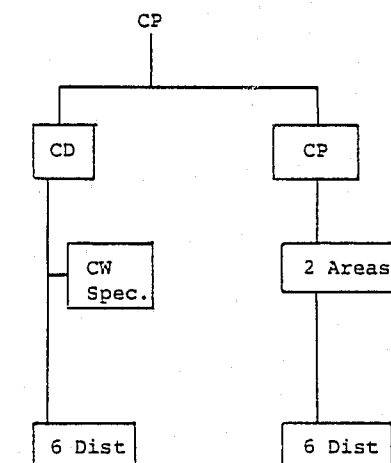 CP
CD
CP
CW
Spec.
2 Areas
6 Dist
6 Dist